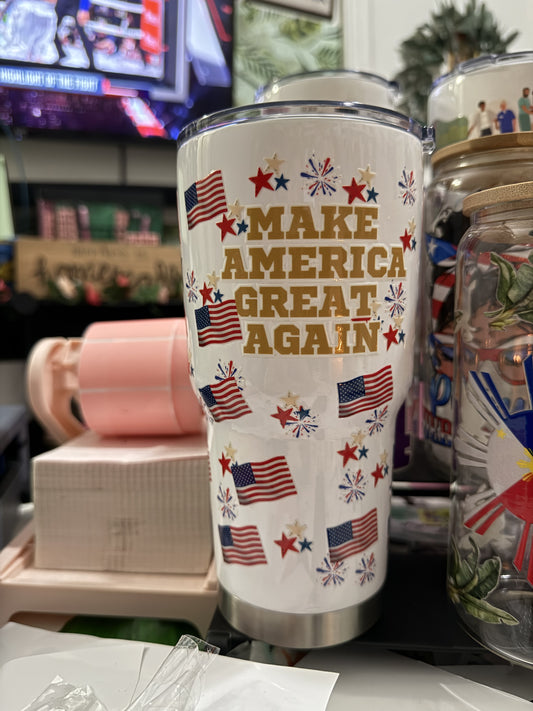 HIGHLIGHT OF THE FIGHT
MAKE
AMERICA
GREAT
AGAIN